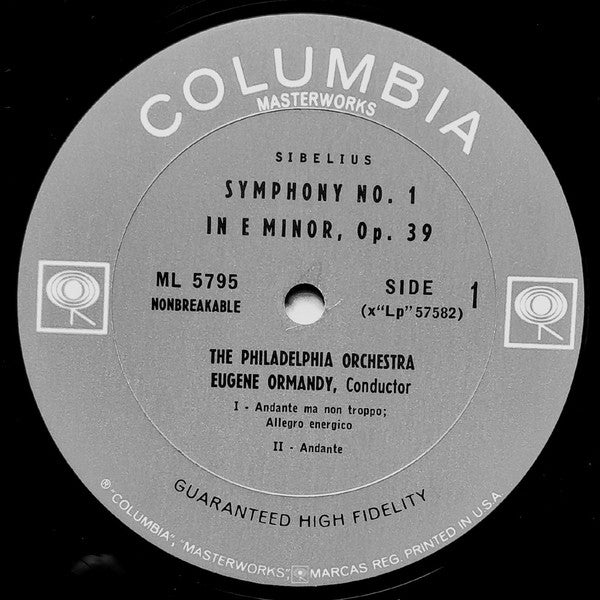 COLUMBIA
MASTERWORKS
SIBELIUS
SYMPHONY NO. 1
IN E MINOR, Op. 39
ML 5795
NONBREAKABLE
SIDE 1
(x“Lp”57582)
THE PHILADELPHIA ORCHESTRA
EUGENE ORMANDY, Conductor
I - Andante ma non troppo;
Allegro energico
II - Andante
GUARANTEED HIGH FIDELITY
®“COLUMBIA”, “MASTERWORKS”, MARCAS REG. PRINTED IN U.S.A.